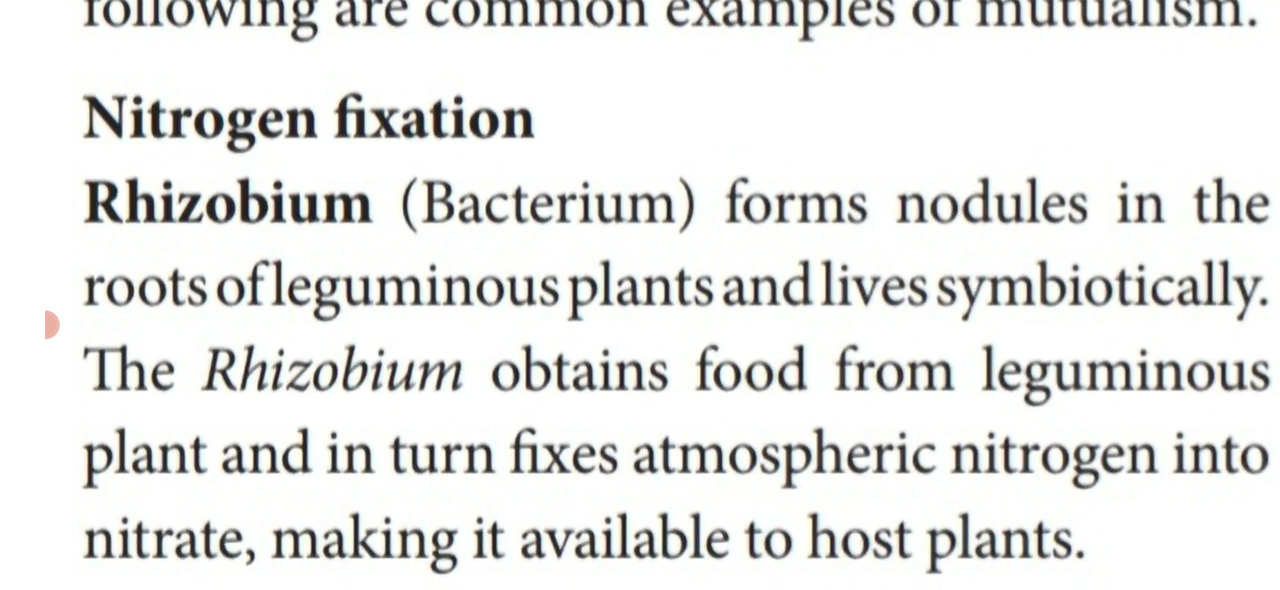 following are common examples of mutualism.
Nitrogen fixation
Rhizobium (Bacterium) forms nodules in the
roots of leguminous plants and lives symbiotically.
The Rhizobium obtains food from leguminous
plant and in turn fixes atmospheric nitrogen into
nitrate, making it available to host plants.